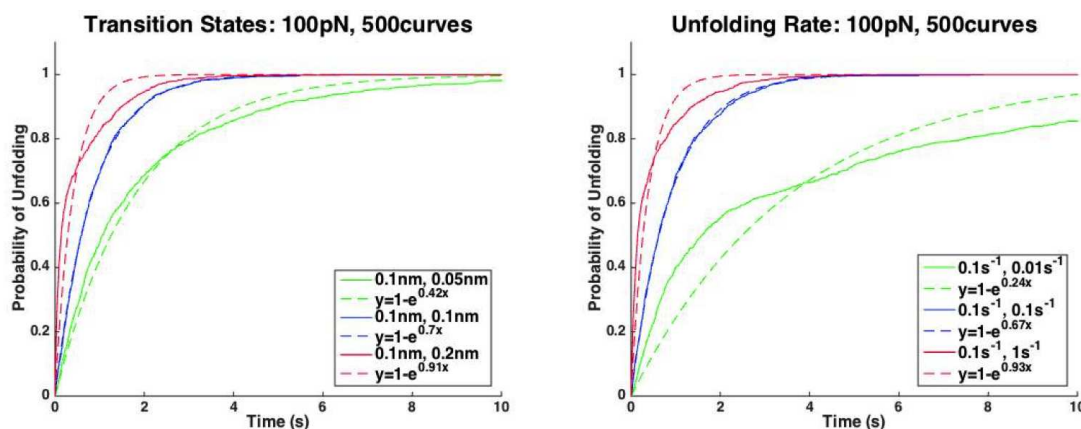 Transition States: 100pN, 500curves
Probability of Unfolding
1
0.8
0.6
0.4
0.2
0
0 2 4 6 8 10
Time (s)
0.1nm, 0.05nm
y=1-e^0.42x
0.1nm, 0.1nm
y=1-e^0.7x
0.1nm, 0.2nm
y=1-e^0.91x
Unfolding Rate: 100pN, 500curves
Probability of Unfolding
1
0.8
0.6
0.4
0.2
0
0 2 4 6 8 10
Time (s)
0.1s^-1, 0.01s^-1
y=1-e^0.24x
0.1s^-1, 0.1s^-1
y=1-e^0.67x
0.1s^-1, 1s^-1
y=1-e^0.93x